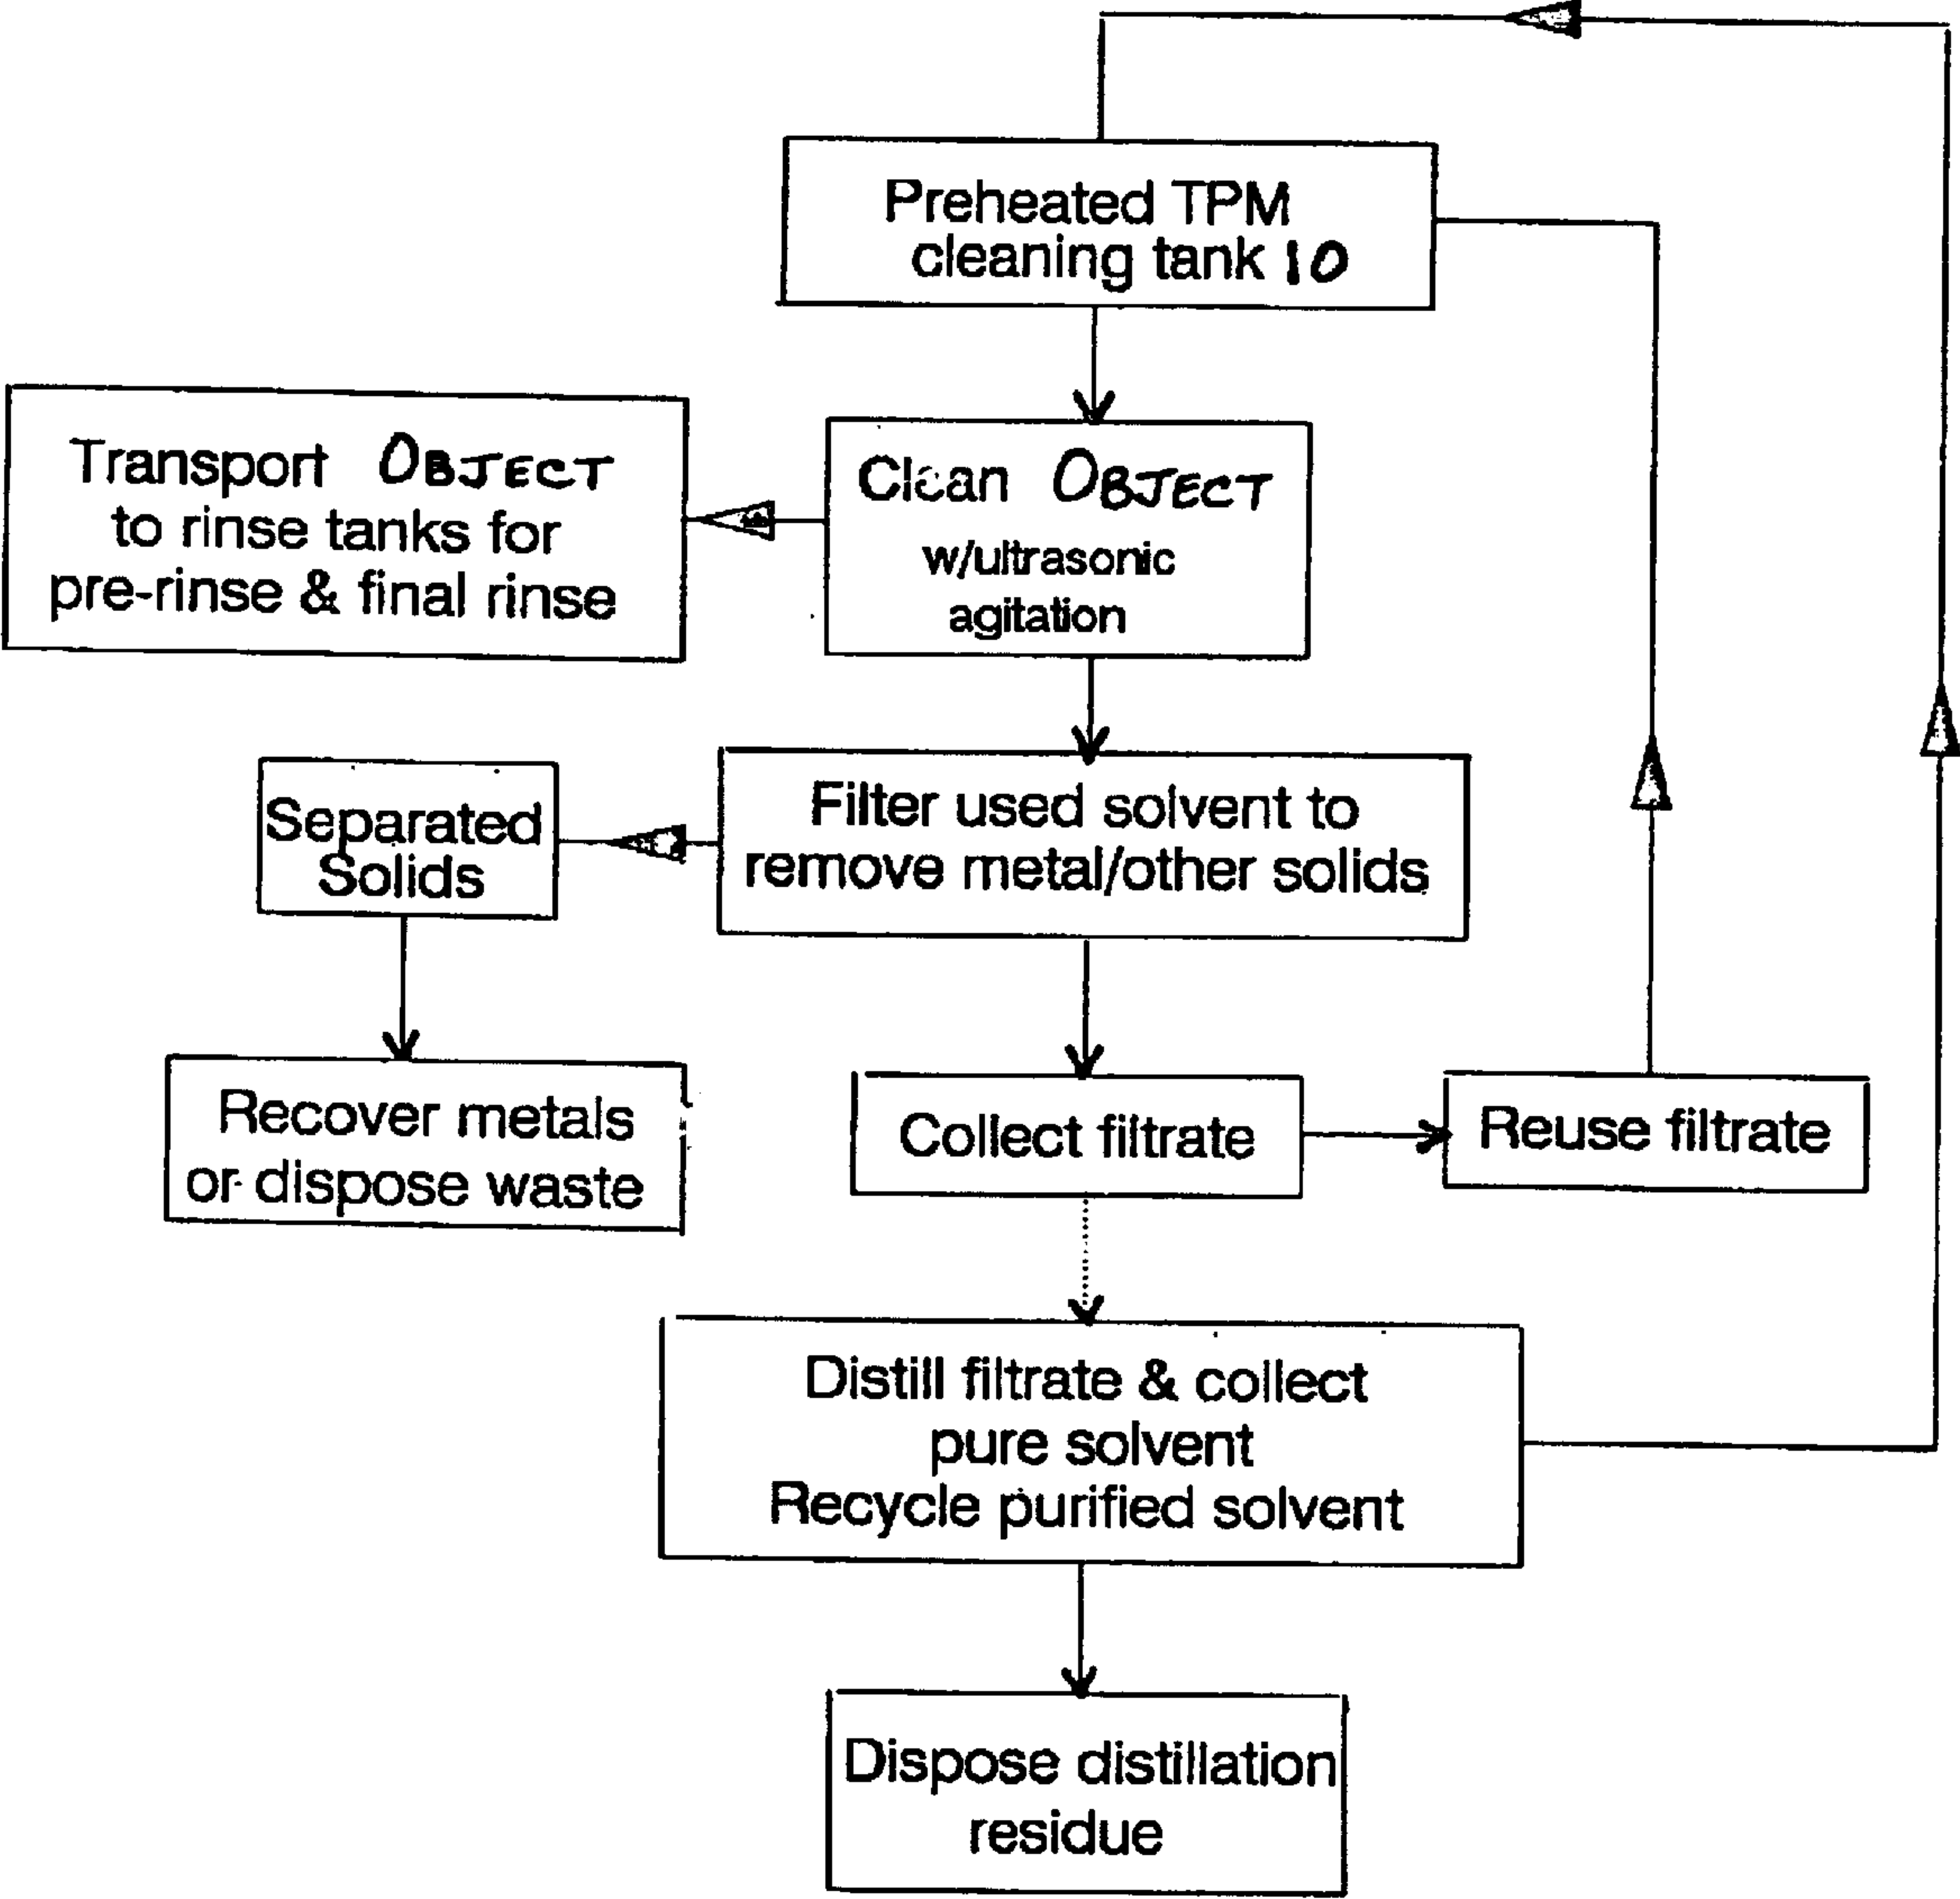 Preheated TPM
cleaning tank 10
Transport OBJECT
to rinse tanks for
pre-rinse & final rinse
Clean OBJECT
w/ultrasonic
agitation
Separated
Solids
Filter used solvent to
remove metal/other solids
Recover metals
or dispose waste
Collect filtrate
Reuse filtrate
Distill filtrate & collect
pure solvent
Recycle purified solvent
Dispose distillation
residue